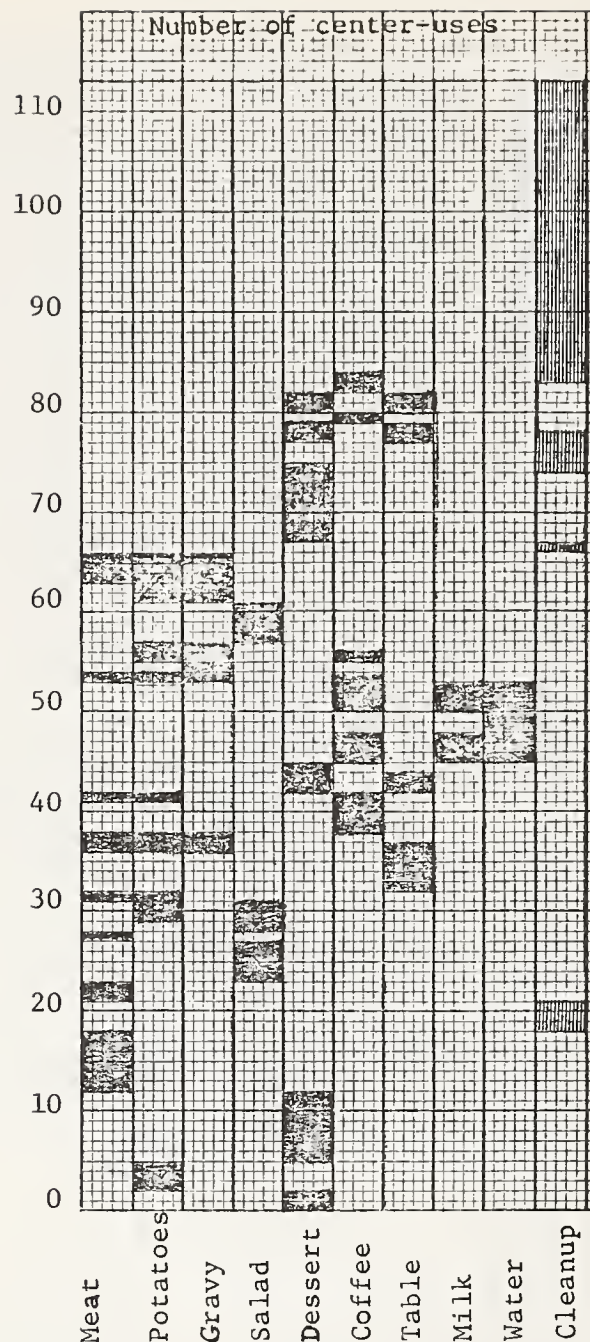 Number of center-uses
110
100
90
80
70
60
50
40
30
20
10
0
Meat
Potatoes
Gravy
Salad
Dessert
Coffee
Table
Milk
Water
Cleanup